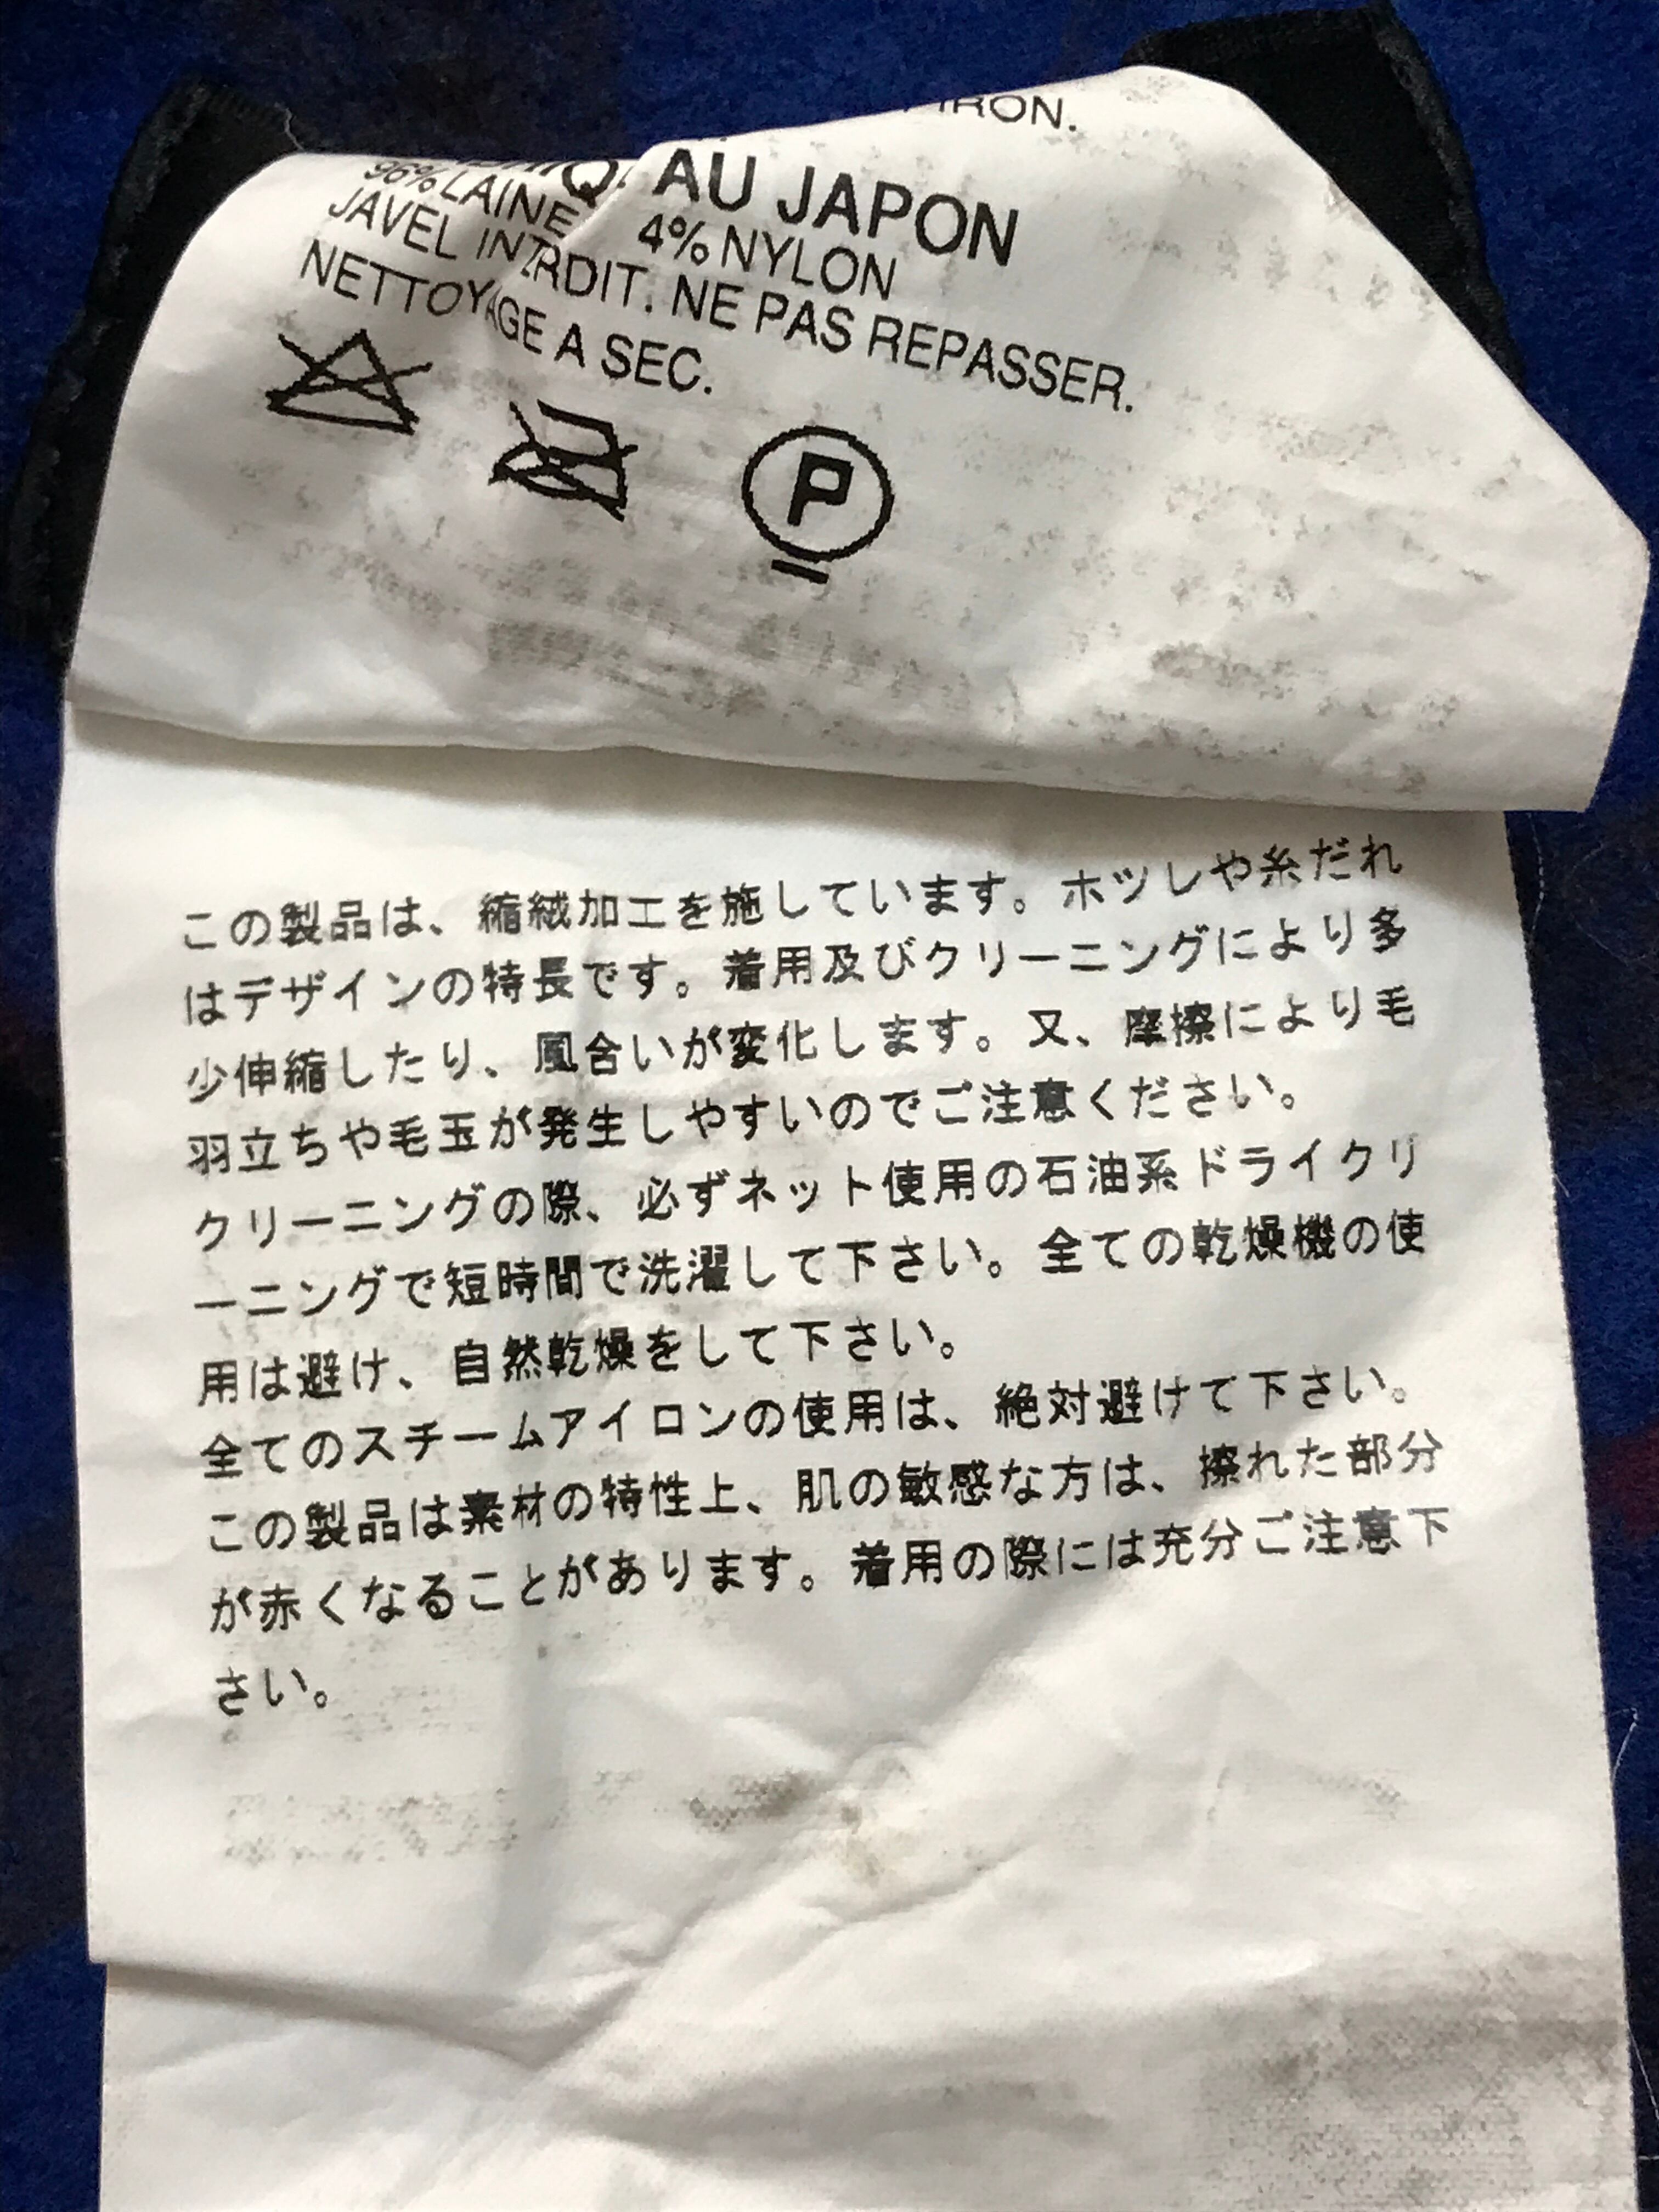 IRON.
AU JAPON
96% LAINE 4% NYLON
JAVEL INTRDIT. NE PAS REPASSER.
NETTOYAGE A SEC.
P
この製品は、縮絨加工を施しています。ホツレや糸だれ
はデザインの特長です。着用及びクリーニングにより多
少伸縮したり、風合いが変化します。又、摩擦により毛
羽立ちや毛玉が発生しやすいのでご注意ください。
クリーニングの際、必ずネット使用の石油系ドライクリ
ーニングで短時間で洗濯して下さい。全ての乾燥機の使
用は避け、自然乾燥をして下さい。
全てのスチームアイロンの使用は、絶対避けて下さい。
この製品は素材の特性上、肌の敏感な方は、擦れた部分
が赤くなることがあります。着用の際には充分ご注意下
さい。